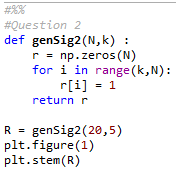 #%%
#Question 2
def genSig2(N,k) :
    r = np.zeros(N)
    for i in range(k,N):
        r[i] = 1
    return r

R = genSig2(20,5)
plt.figure(1)
plt.stem(R)